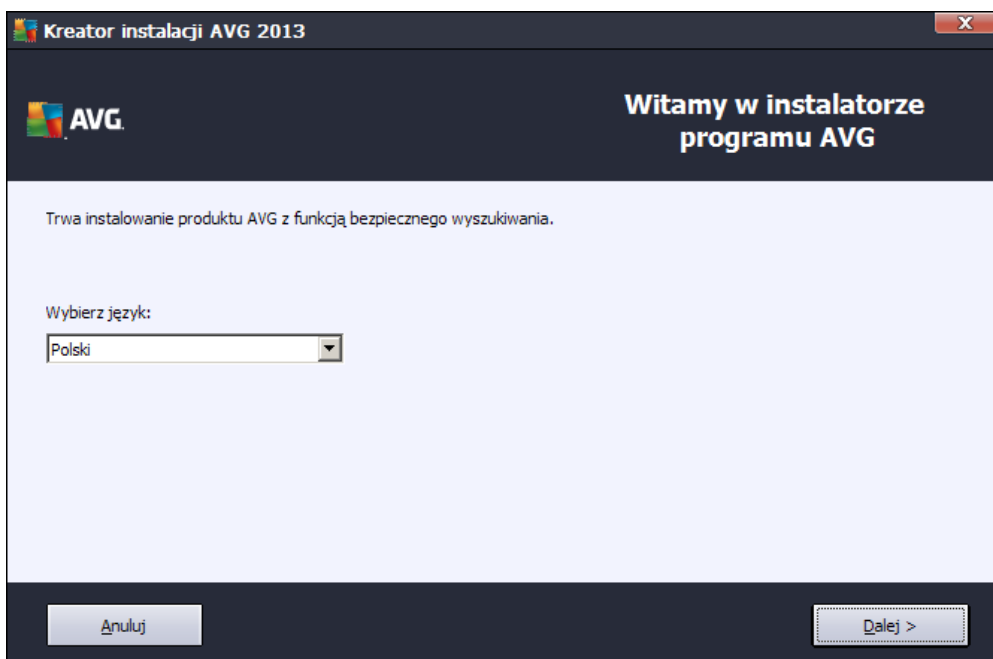 Kreator instalacji AVG 2013
X
AVG.
Witamy w instalatorze
programu AVG
Trwa instalowanie produktu AVG z funkcją bezpiecznego wyszukiwania.
Wybierz język:
Polski
Anuluj
Dalej >